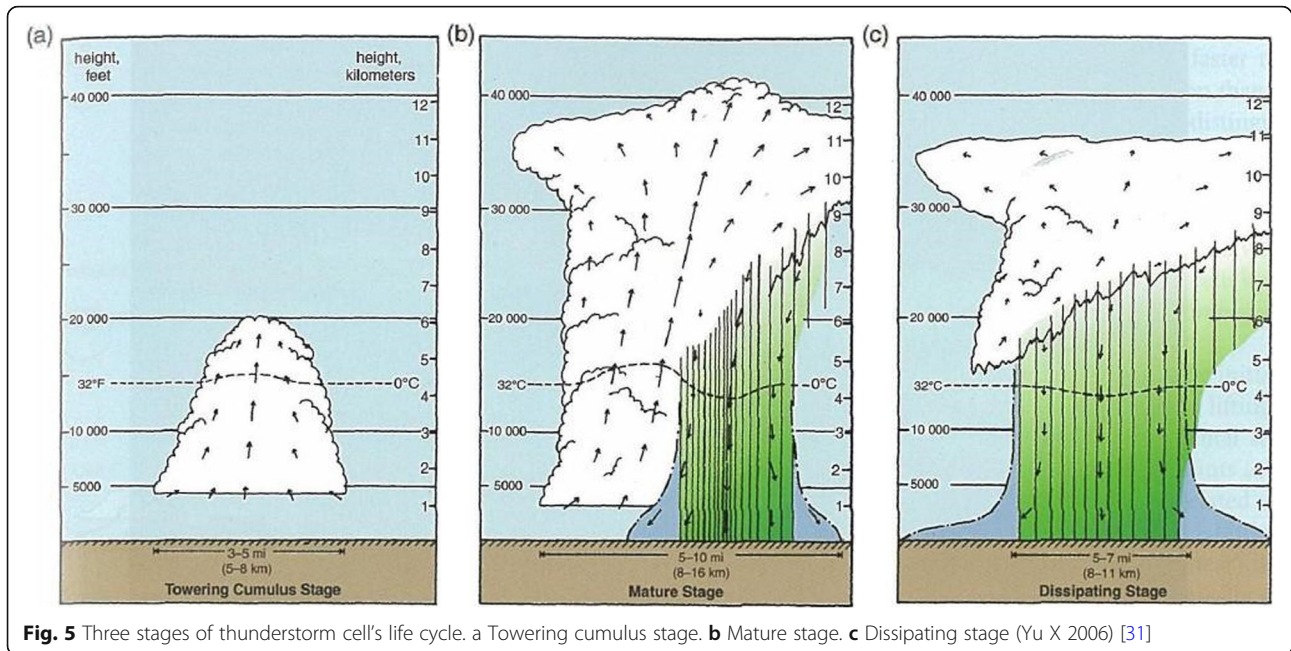 (a)
height, feet
height, kilometers
40 000
30 000
20 000
32°F
10 000
5000
12
11
10
9
8
7
6
5
0°C
4
3
2
1
3–5 mi
(5–8 km)
Towering Cumulus Stage
(b)
40 000
30 000
20 000
32°C
10 000
5000
12
11
10
9
8
7
6
5
0°C
4
3
2
1
5–10 mi
(8–16 km)
Mature Stage
(c)
40 000
30 000
20 000
32°C
10 000
5000
12
11
10
9
8
7
6
5
0°C
4
3
2
1
5–7 mi
(8–11 km)
Dissipating Stage
faster
Fig. 5 Three stages of thunderstorm cell's life cycle. a Towering cumulus stage. b Mature stage. c Dissipating stage (Yu X 2006) [31]